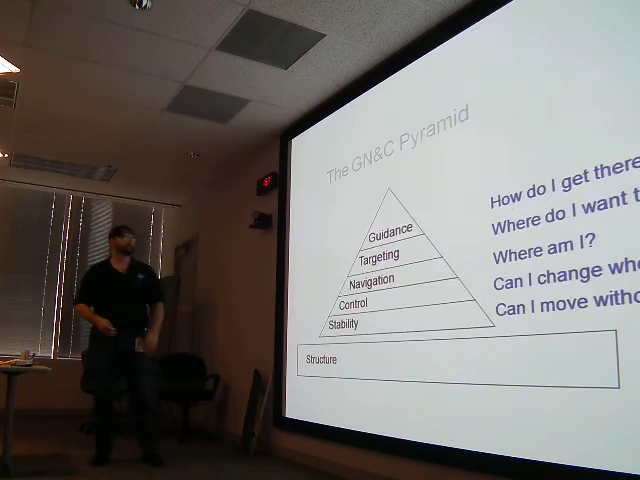 The GN&C Pyramid
Guidance
Targeting
Navigation
Control
Stability
Structure
How do I get there
Where do I want t
Where am I?
Can I change whe
Can I move witho